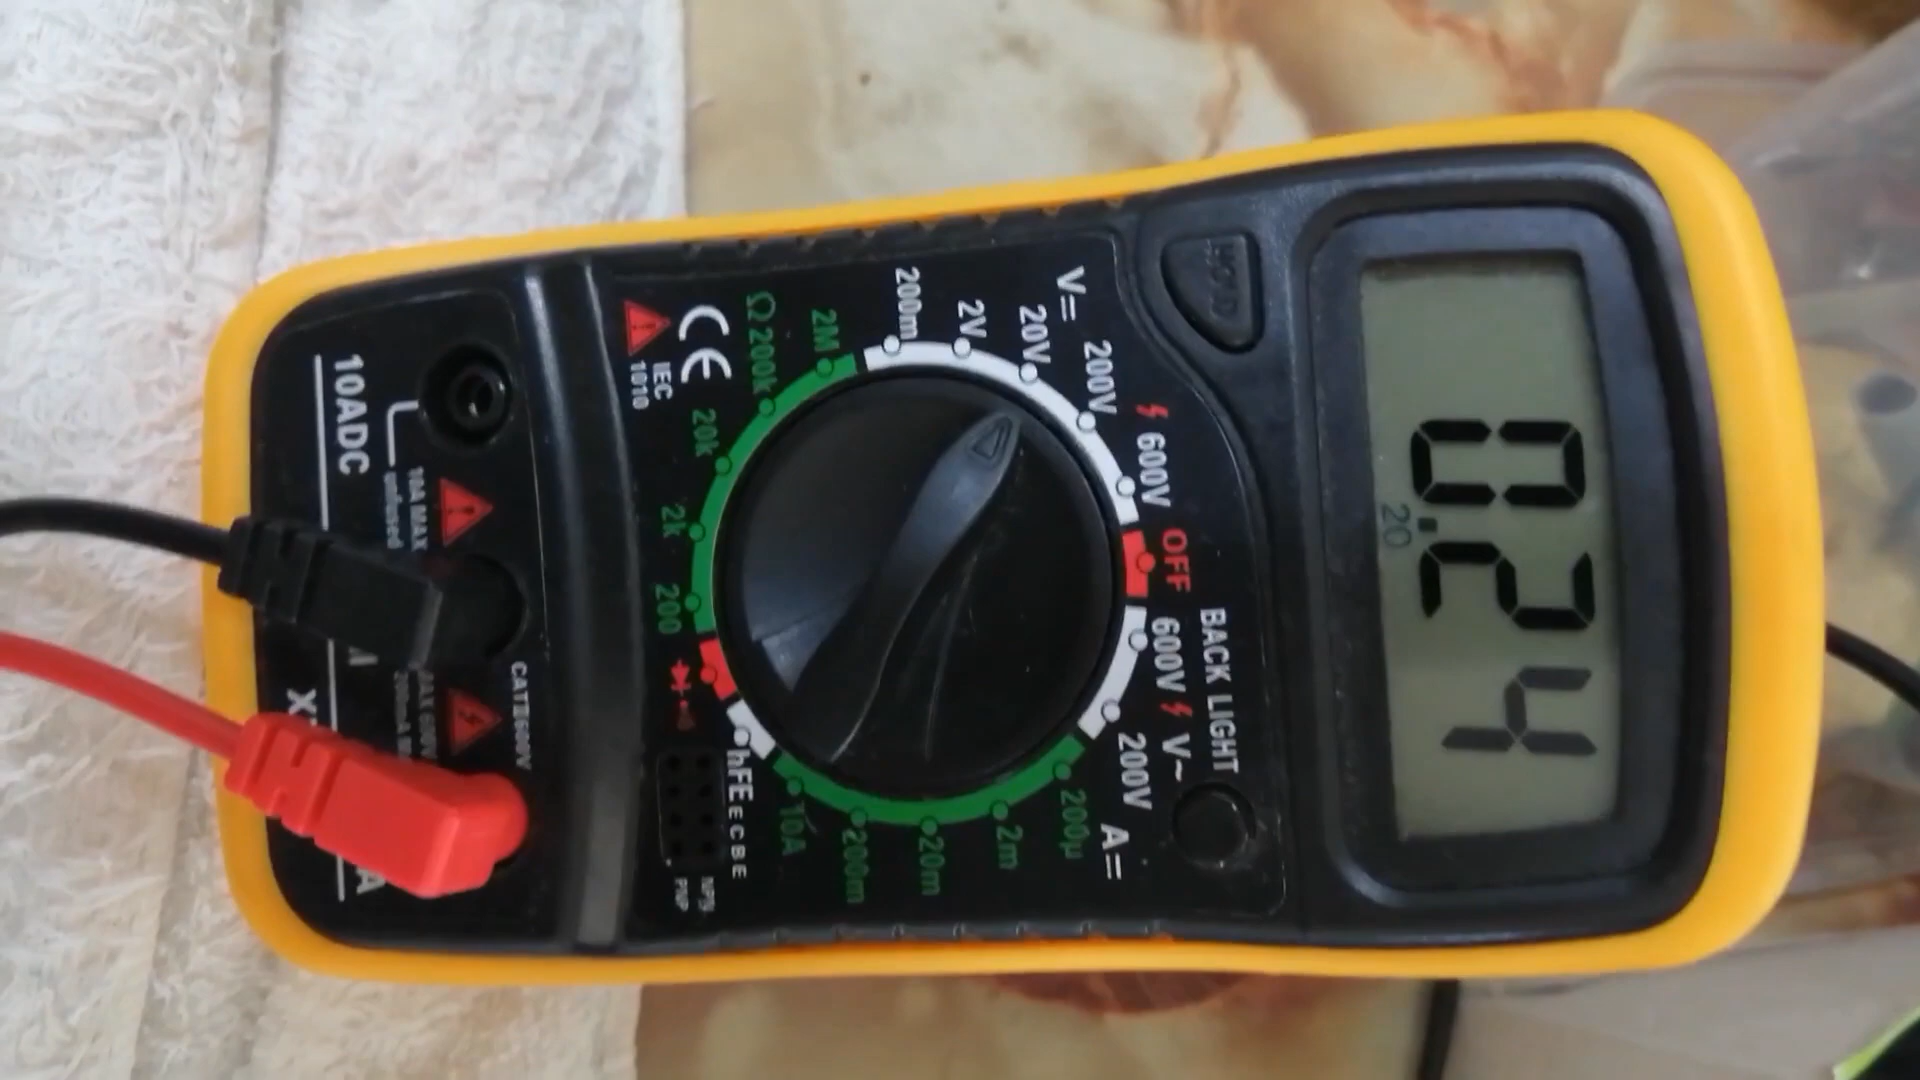 0.24
20
HOLD
BACK LIGHT
OFF
V= 600V 600V V~
200V 200V A=
20V 200µ
2V 2m
200m 20m
2M 200m
Ω 200k 10A
20k hFE
2k E C B E
200 NPN
PNP
CE
IEC
1010
CATIII600V
10A MAX
unfused
10ADC